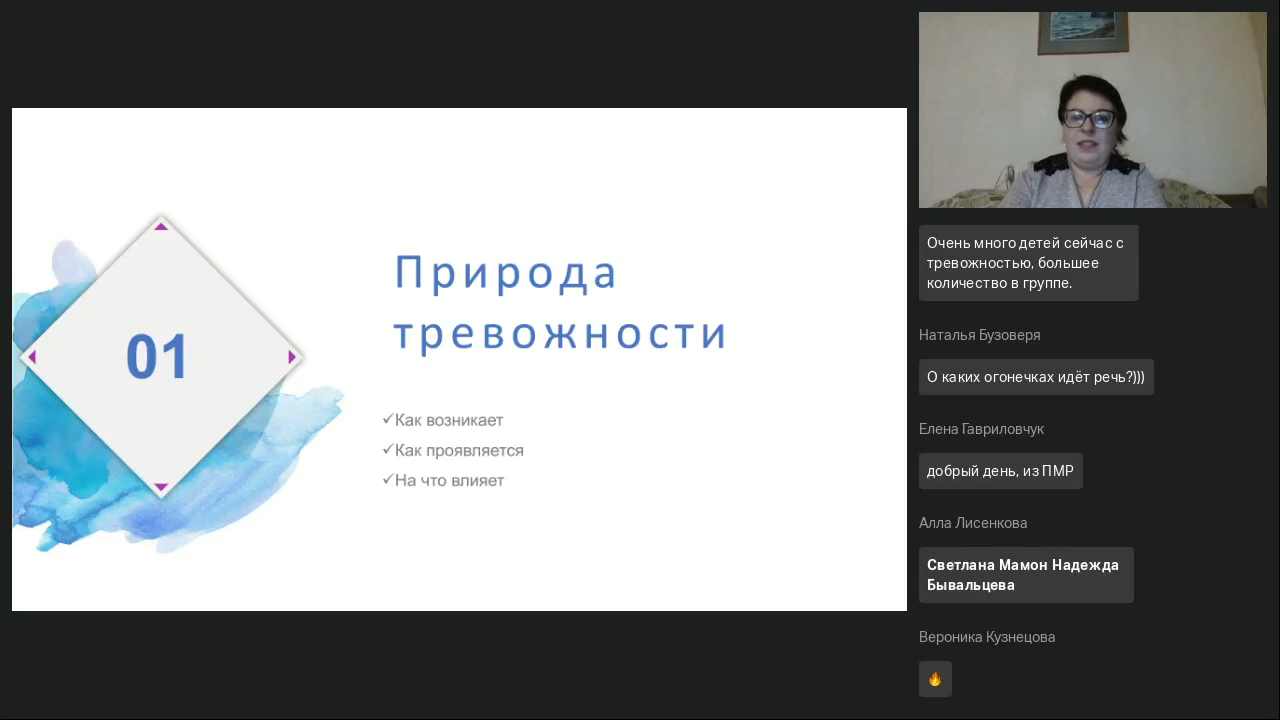 01
Природа
тревожности
✓Как возникает
✓Как проявляется
✓На что влияет
Очень много детей сейчас с
тревожностью, большее
количество в группе.
Наталья Бузоверя
О каких огонечках идёт речь?)))
Елена Гавриловчук
добрый день, из ПМР
Алла Лисенкова
Светлана Мамон Надежда
Бывальцева
Вероника Кузнецова
🔥